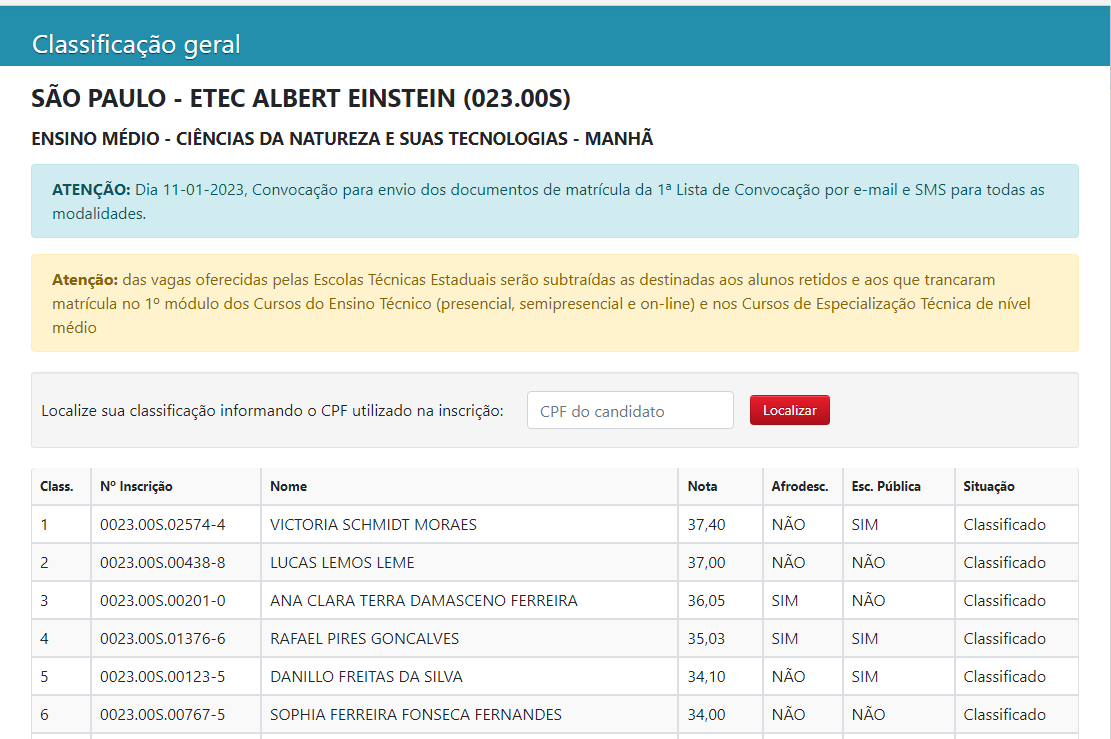 Classificação geral
SÃO PAULO - ETEC ALBERT EINSTEIN (023.00S)
ENSINO MÉDIO - CIÊNCIAS DA NATUREZA E SUAS TECNOLOGIAS - MANHÃ
ATENÇÃO: Dia 11-01-2023, Convocação para envio dos documentos de matrícula da 1ª Lista de Convocação por e-mail e SMS para todas as
modalidades.
Atenção: das vagas oferecidas pelas Escolas Técnicas Estaduais serão subtraídas as destinadas aos alunos retidos e aos que trancaram
matrícula no 1º módulo dos Cursos do Ensino Técnico (presencial, semipresencial e on-line) e nos Cursos de Especialização Técnica de nível
médio
Localize sua classificação informando o CPF utilizado na inscrição: CPF do candidato Localizar
Class. Nº Inscrição Nome Nota Afrodesc. Esc. Pública Situação
1 0023.00S.02574-4 VICTORIA SCHMIDT MORAES 37,40 NÃO SIM Classificado
2 0023.00S.00438-8 LUCAS LEMOS LEME 37,00 NÃO NÃO Classificado
3 0023.00S.00201-0 ANA CLARA TERRA DAMASCENO FERREIRA 36,05 SIM NÃO Classificado
4 0023.00S.01376-6 RAFAEL PIRES GONCALVES 35,03 SIM SIM Classificado
5 0023.00S.00123-5 DANILLO FREITAS DA SILVA 34,10 NÃO SIM Classificado
6 0023.00S.00767-5 SOPHIA FERREIRA FONSECA FERNANDES 34,00 NÃO NÃO Classificado